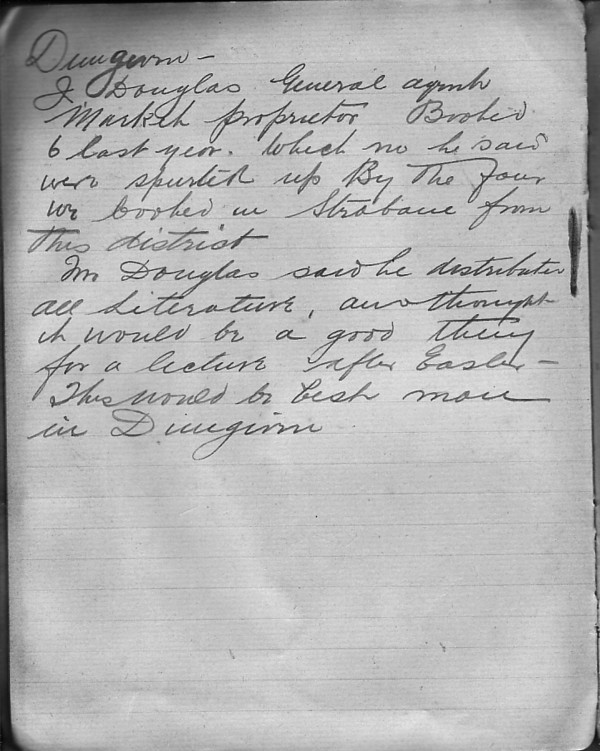 Dungiven -
J Douglas General agent
Market proprietor Booked
6 last year. Which no he said
were spurted up By The four
we booked in Strabane from
This district
Mr Douglas said he distributes
all Literature, and thought
it would be a good thing
for a lecture after Easter -
This would be best man
in Dungiven